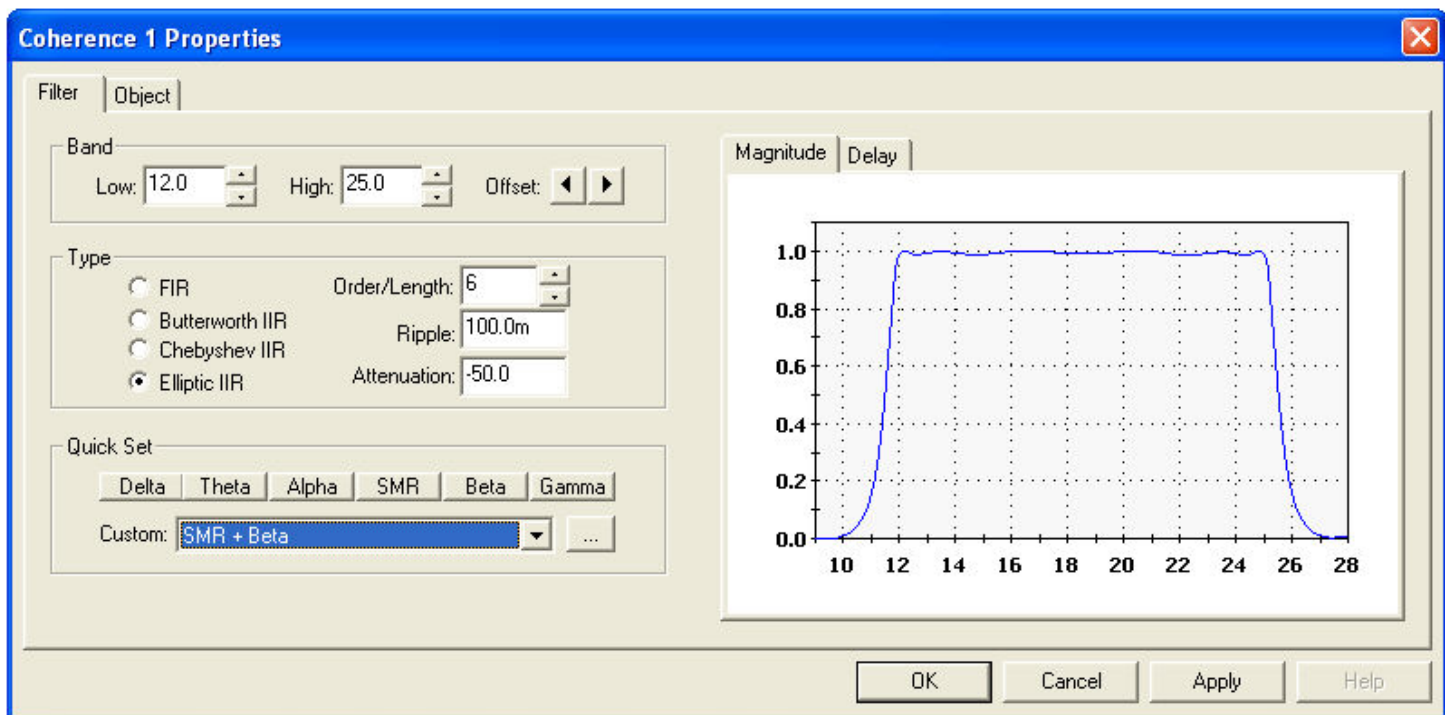 Coherence 1 Properties
Filter Object
Band
Low: 12.0 High: 25.0 Offset:
Type
FIR
Butterworth IIR
Chebyshev IIR
Elliptic IIR
Order/Length: 6
Ripple: 100.0m
Attenuation: -50.0
Quick Set
Delta Theta Alpha SMR Beta Gamma
Custom: SMR + Beta ...
Magnitude Delay
1.0
0.8
0.6
0.4
0.2
0.0
10 12 14 16 18 20 22 24 26 28
OK Cancel Apply Help